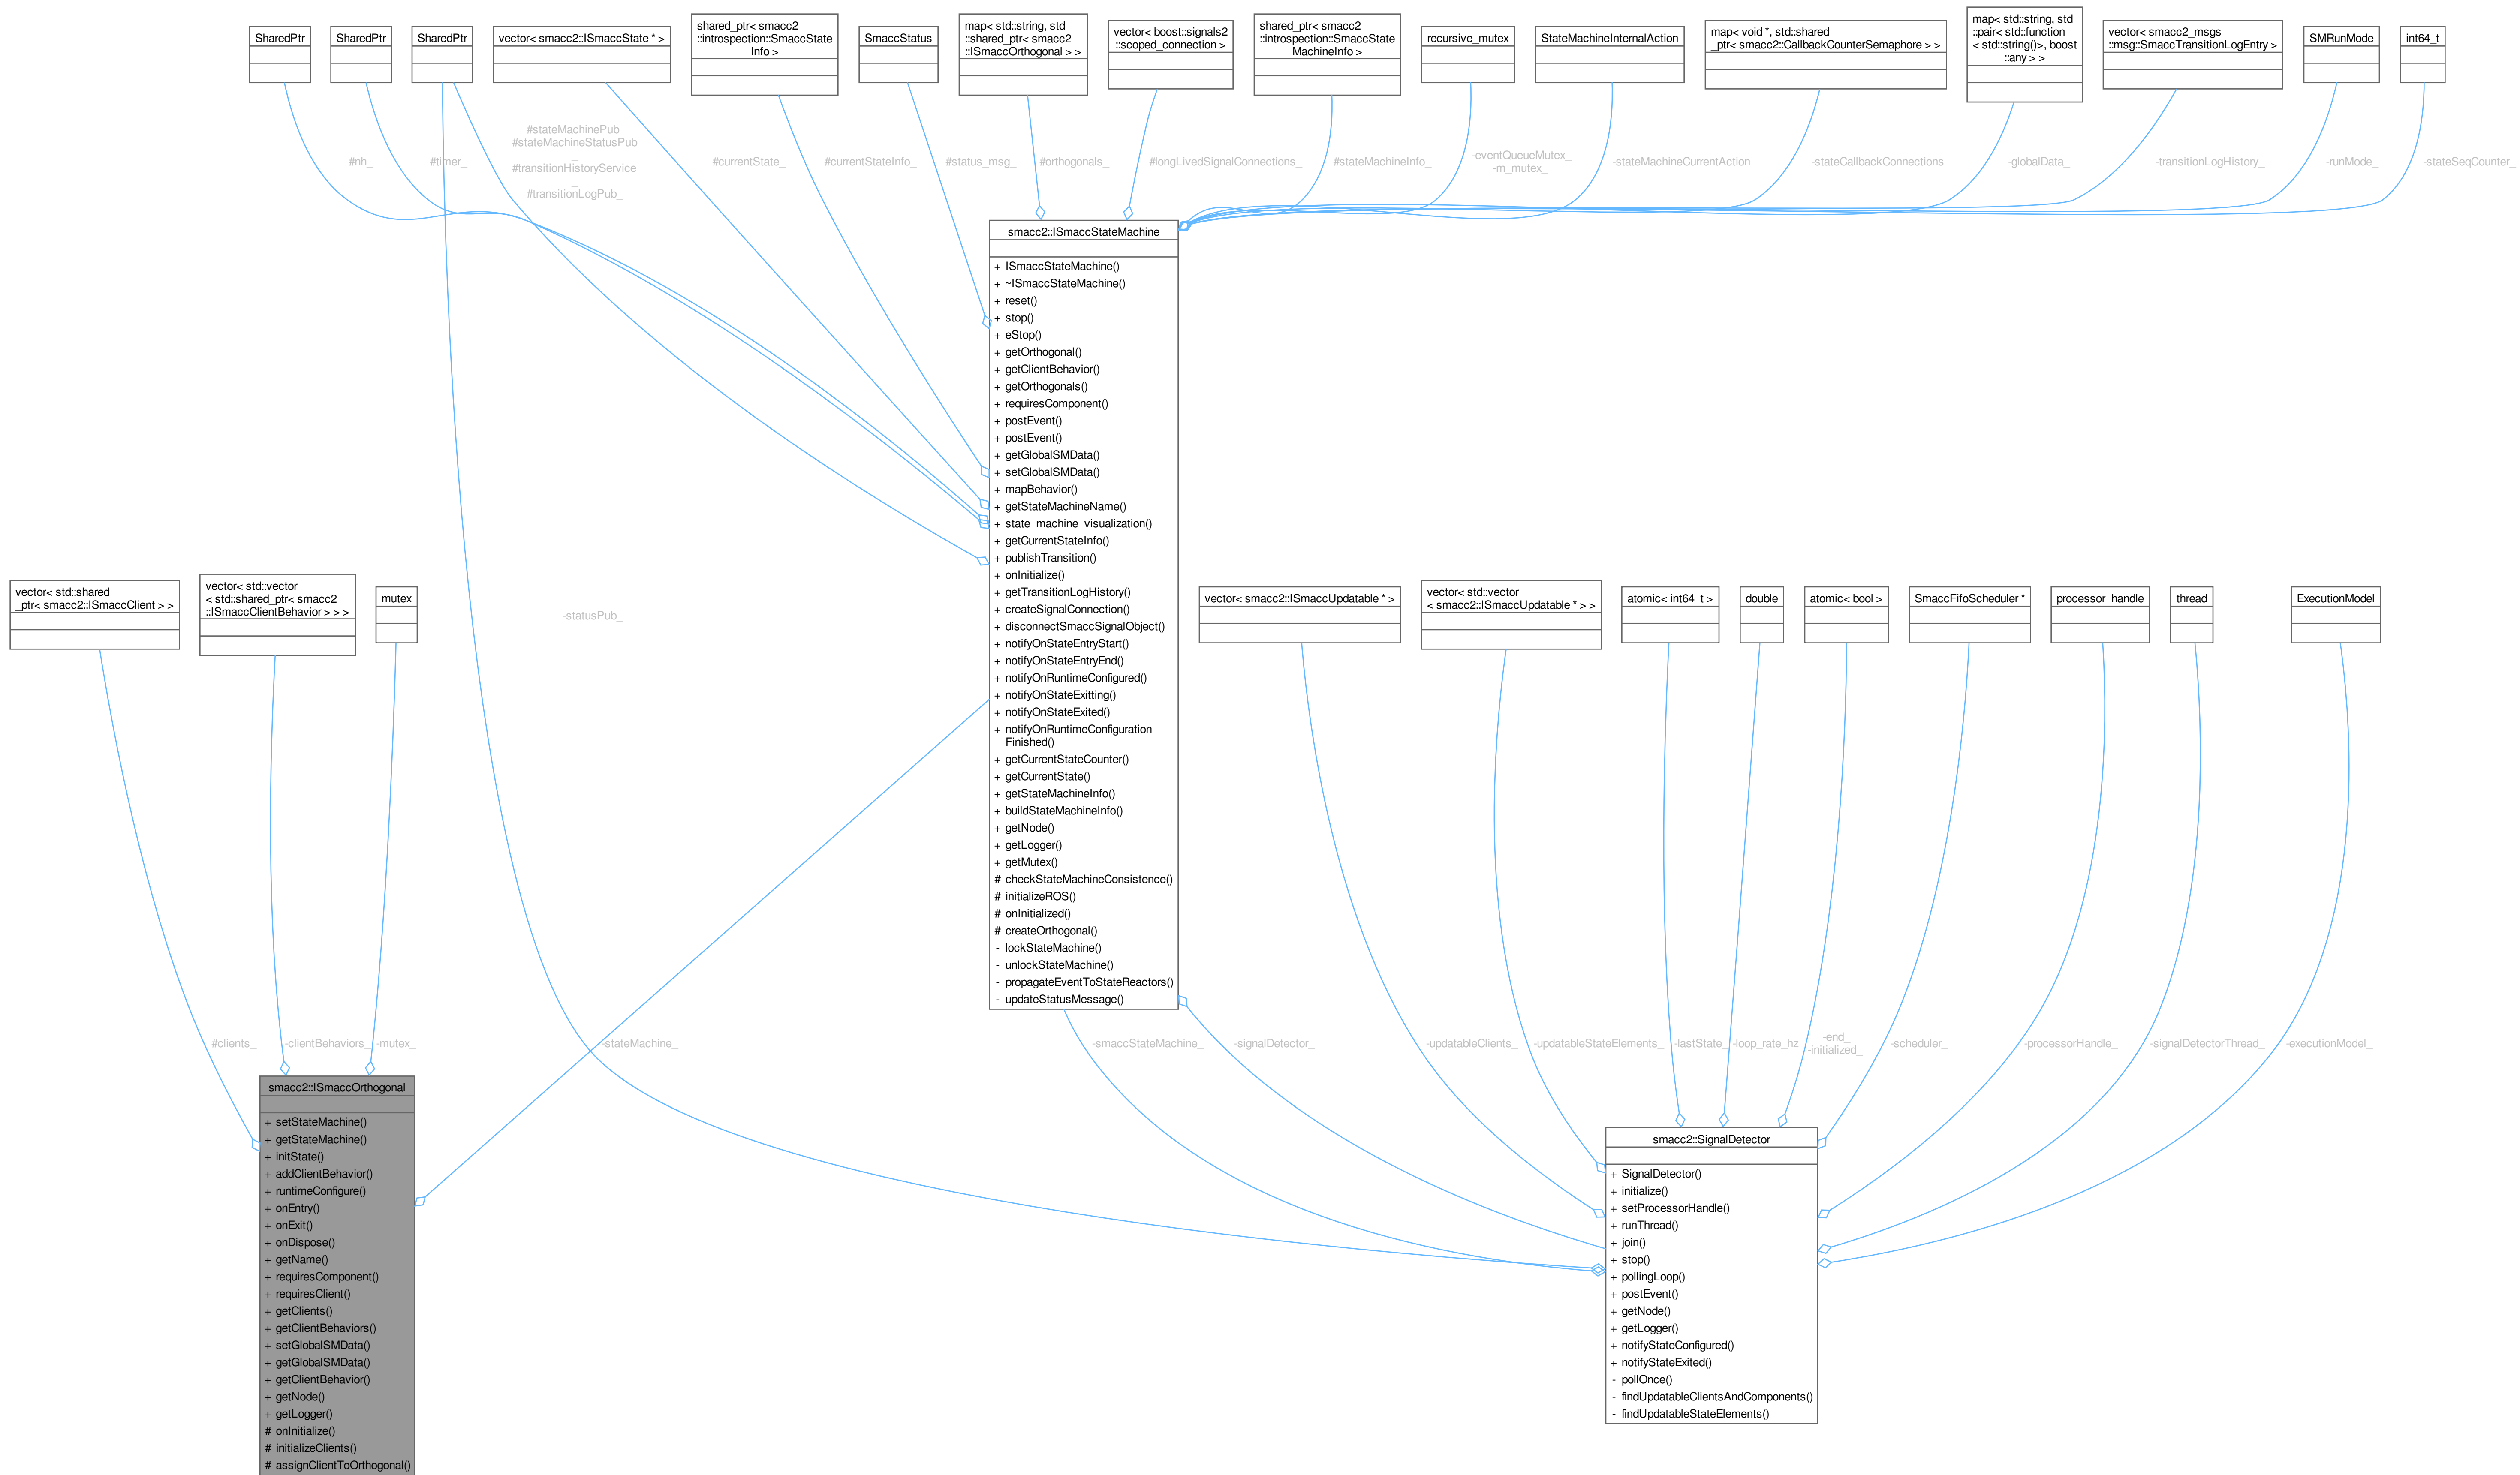 SharedPtr
SharedPtr
SharedPtr
vector< smacc2::ISmaccState * >
shared_ptr< smacc2
::introspection::SmaccState
Info >
SmaccStatus
map< std::string, std
::shared_ptr< smacc2
::ISmaccOrthogonal > >
vector< boost::signals2
::scoped_connection >
shared_ptr< smacc2
::introspection::SmaccState
MachineInfo >
recursive_mutex
StateMachineInternalAction
map< void *, std::shared
_ptr< smacc2::CallbackCounterSemaphore > >
map< std::string, std
::pair< std::function
< std::string()>, boost
::any > >
vector< smacc2_msgs
::msg::SmaccTransitionLogEntry >
SMRunMode
int64_t
#nh_
#timer_
#stateMachinePub_
#stateMachineStatusPub
_
#transitionHistoryService
_
#transitionLogPub_
#currentState_
#currentStateInfo_
#status_msg_
#orthogonals_
#longLivedSignalConnections_
#stateMachineInfo_
-eventQueueMutex_
-m_mutex_
-stateMachineCurrentAction
-stateCallbackConnections
-globalData_
-transitionLogHistory_
-runMode_
-stateSeqCounter_
smacc2::ISmaccStateMachine
+ ISmaccStateMachine()
+ ~ISmaccStateMachine()
+ reset()
+ stop()
+ eStop()
+ getOrthogonal()
+ getClientBehavior()
+ getOrthogonals()
+ requiresComponent()
+ postEvent()
+ postEvent()
+ getGlobalSMData()
+ setGlobalSMData()
+ mapBehavior()
+ getStateMachineName()
+ state_machine_visualization()
+ getCurrentStateInfo()
+ publishTransition()
+ onInitialize()
+ getTransitionLogHistory()
+ createSignalConnection()
+ disconnectSmaccSignalObject()
+ notifyOnStateEntryStart()
+ notifyOnStateEntryEnd()
+ notifyOnRuntimeConfigured()
+ notifyOnStateExitting()
+ notifyOnStateExited()
+ notifyOnRuntimeConfiguration
Finished()
+ getCurrentStateCounter()
+ getCurrentState()
+ getStateMachineInfo()
+ buildStateMachineInfo()
+ getNode()
+ getLogger()
+ getMutex()
# checkStateMachineConsistence()
# initializeROS()
# onInitialized()
# createOrthogonal()
- lockStateMachine()
- unlockStateMachine()
- propagateEventToStateReactors()
- updateStatusMessage()
vector< std::shared
_ptr< smacc2::ISmaccClient > >
vector< std::vector
< std::shared_ptr< smacc2
::ISmaccClientBehavior > > >
mutex
-statusPub_
vector< smacc2::ISmaccUpdatable * >
vector< std::vector
< smacc2::ISmaccUpdatable * > >
atomic< int64_t >
double
atomic< bool >
SmaccFifoScheduler *
processor_handle
thread
ExecutionModel
#clients_
-clientBehaviors_
-mutex_
-stateMachine_
-smaccStateMachine_
-signalDetector_
-updatableClients_
-updatableStateElements_
-lastState_
-loop_rate_hz
-end_
-initialized_
-scheduler_
-processorHandle_
-signalDetectorThread_
-executionModel_
smacc2::ISmaccOrthogonal
+ setStateMachine()
+ getStateMachine()
+ initState()
+ addClientBehavior()
+ runtimeConfigure()
+ onEntry()
+ onExit()
+ onDispose()
+ getName()
+ requiresComponent()
+ requiresClient()
+ getClients()
+ getClientBehaviors()
+ setGlobalSMData()
+ getGlobalSMData()
+ getClientBehavior()
+ getNode()
+ getLogger()
# onInitialize()
# initializeClients()
# assignClientToOrthogonal()
smacc2::SignalDetector
+ SignalDetector()
+ initialize()
+ setProcessorHandle()
+ runThread()
+ join()
+ stop()
+ pollingLoop()
+ postEvent()
+ getNode()
+ getLogger()
+ notifyStateConfigured()
+ notifyStateExited()
- pollOnce()
- findUpdatableClientsAndComponents()
- findUpdatableStateElements()